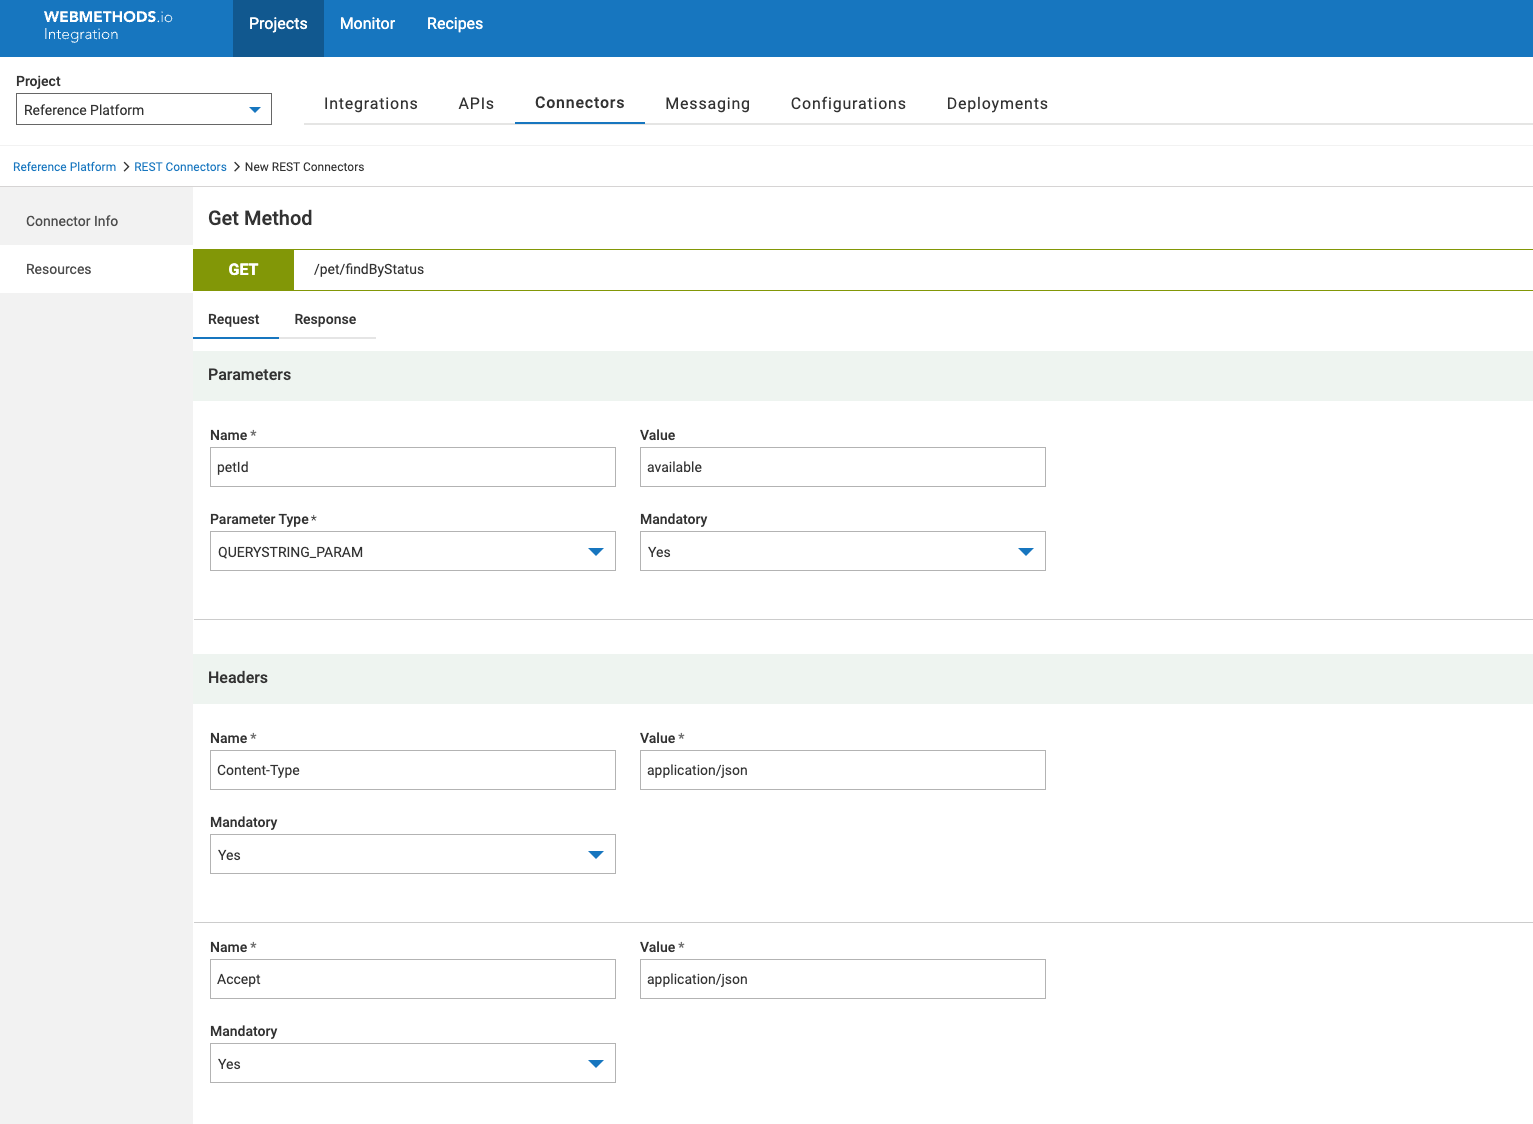 WEBMETHODS.io
Integration
Projects
Monitor
Recipes
Project
Reference Platform
Integrations
APIs
Connectors
Messaging
Configurations
Deployments
Reference Platform > REST Connectors > New REST Connectors
Connector Info
Resources
Get Method
GET
/pet/findByStatus
Request
Response
Parameters
Name *
Value
petId
available
Parameter Type *
Mandatory
QUERYSTRING_PARAM
Yes
Headers
Name *
Value *
Content-Type
application/json
Mandatory
Yes
Name *
Value *
Accept
application/json
Mandatory
Yes